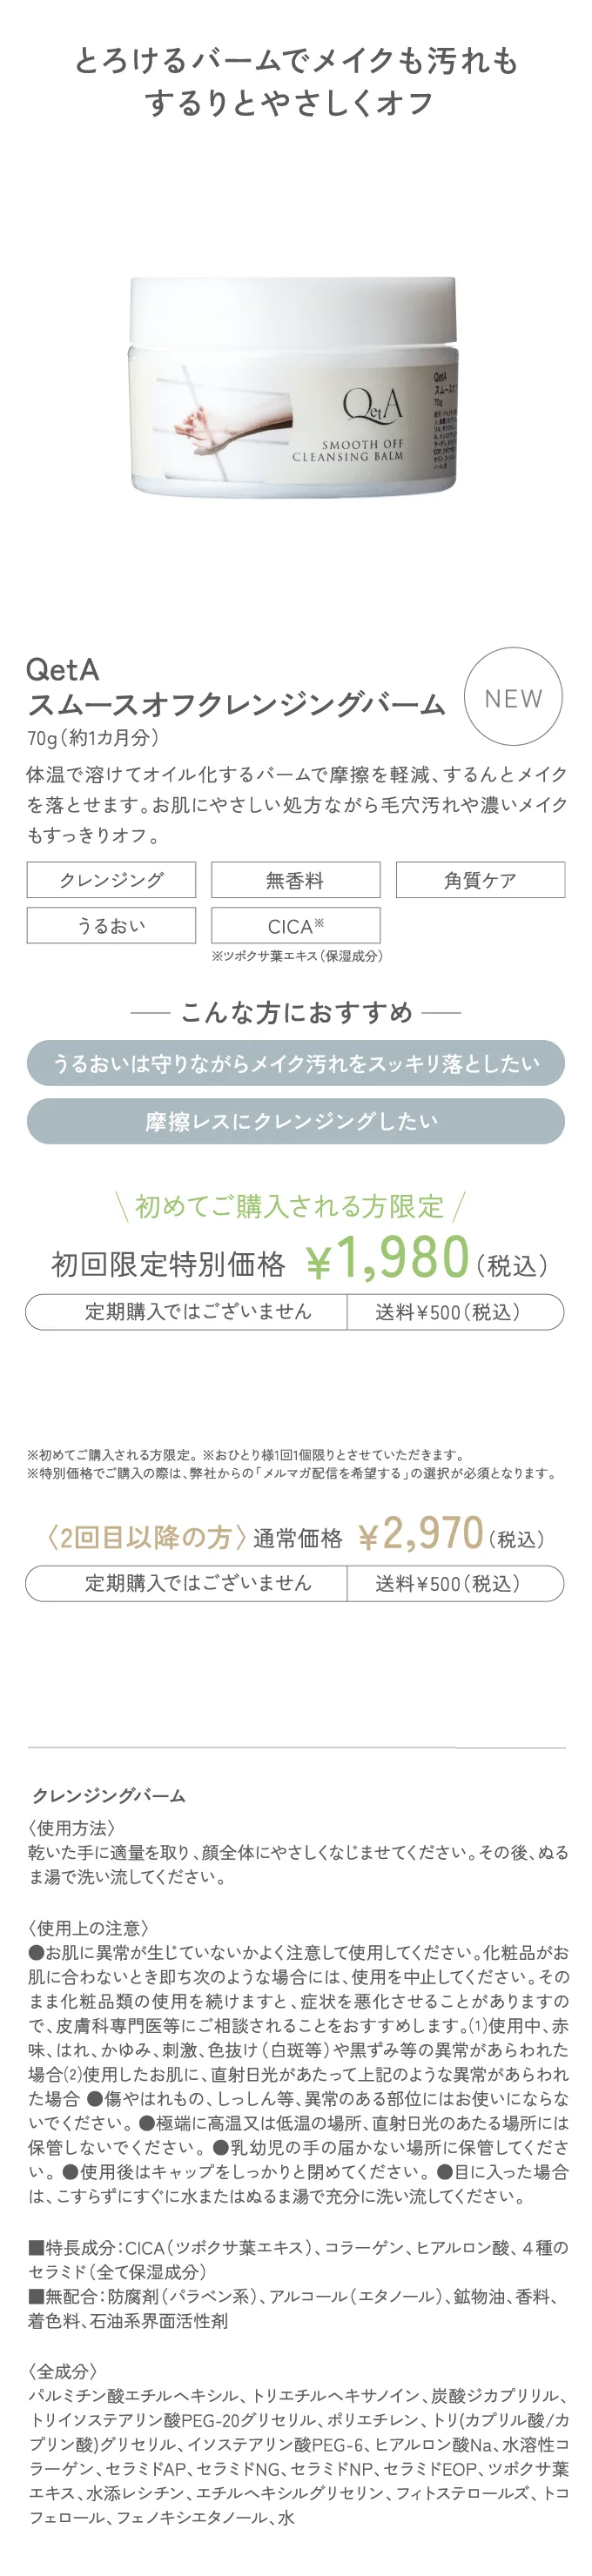 とろけるバームでメイクも汚れも
するりとやさしくオフ
QetA
SMOOTH OFF
CLEANSING BALM
QetA
70g
QetA
スムースオフクレンジングバーム
NEW
70g（約1カ月分）
体温で溶けてオイル化するバームで摩擦を軽減、するんとメイク
を落とせます。お肌にやさしい処方ながら毛穴汚れや濃いメイク
もすっきりオフ。
クレンジング
無香料
角質ケア
うるおい
CICA※
※ツボクサ葉エキス（保湿成分）
こんな方におすすめ
うるおいは守りながらメイク汚れをスッキリ落としたい
摩擦レスにクレンジングしたい
\ 初めてご購入される方限定 /
初回限定特別価格 ¥1,980（税込）
定期購入ではございません 送料¥500（税込）
※初めてご購入される方限定。※おひとり様1回1個限りとさせていただきます。
※特別価格でご購入の際は、弊社からの「メルマガ配信を希望する」の選択が必須となります。
〈2回目以降の方〉通常価格 ¥2,970（税込）
定期購入ではございません 送料¥500（税込）
クレンジングバーム
〈使用方法〉
乾いた手に適量を取り、顔全体にやさしくなじませてください。その後、ぬる
ま湯で洗い流してください。
〈使用上の注意〉
●お肌に異常が生じていないかよく注意して使用してください。化粧品がお
肌に合わないとき即ち次のような場合には、使用を中止してください。その
まま化粧品類の使用を続けますと、症状を悪化させることがありますの
で、皮膚科専門医等にご相談されることをおすすめします。⑴使用中、赤
味、はれ、かゆみ、刺激、色抜け（白斑等）や黒ずみ等の異常があらわれた
場合⑵使用したお肌に、直射日光があたって上記のような異常があらわれ
た場合 ●傷やはれもの、しっしん等、異常のある部位にはお使いにならな
いでください。●極端に高温又は低温の場所、直射日光のあたる場所には
保管しないでください。●乳幼児の手の届かない場所に保管してくださ
い。●使用後はキャップをしっかりと閉めてください。●目に入った場合
は、こすらずにすぐに水またはぬるま湯で充分に洗い流してください。
■特長成分：CICA（ツボクサ葉エキス）、コラーゲン、ヒアルロン酸、４種の
セラミド（全て保湿成分）
■無配合：防腐剤（パラベン系）、アルコール（エタノール）、鉱物油、香料、
着色料、石油系界面活性剤
〈全成分〉
パルミチン酸エチルヘキシル、トリエチルヘキサノイン、炭酸ジカプリリル、
トリイソステアリン酸PEG-20グリセリル、ポリエチレン、トリ(カプリル酸/カ
プリン酸)グリセリル、イソステアリン酸PEG-6、ヒアルロン酸Na、水溶性コ
ラーゲン、セラミドAP、セラミドNG、セラミドNP、セラミドEOP、ツボクサ葉
エキス、水添レシチン、エチルヘキシルグリセリン、フィトステロールズ、トコ
フェロール、フェノキシエタノール、水